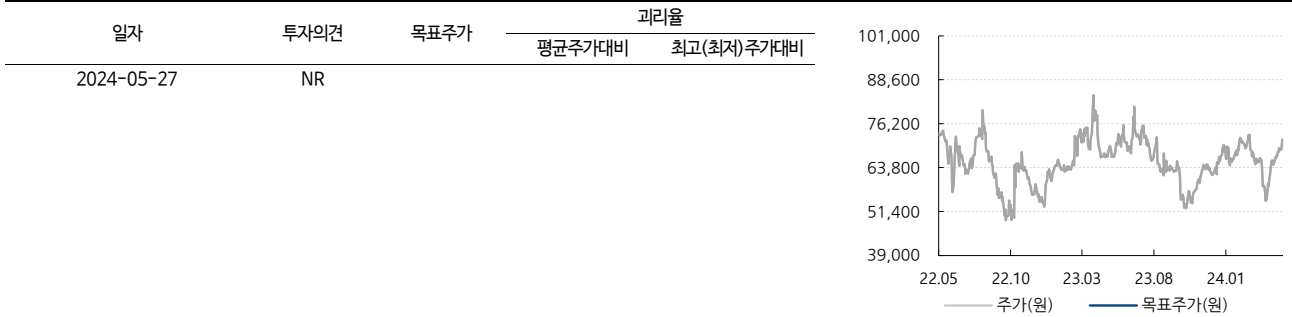 일자 투자의견 목표주가 괴리율
평균주가대비 최고(최저)주가대비
2024-05-27 NR
101,000
88,600
76,200
63,800
51,400
39,000
22.05 22.10 23.03 23.08 24.01
주가(원) 목표주가(원)